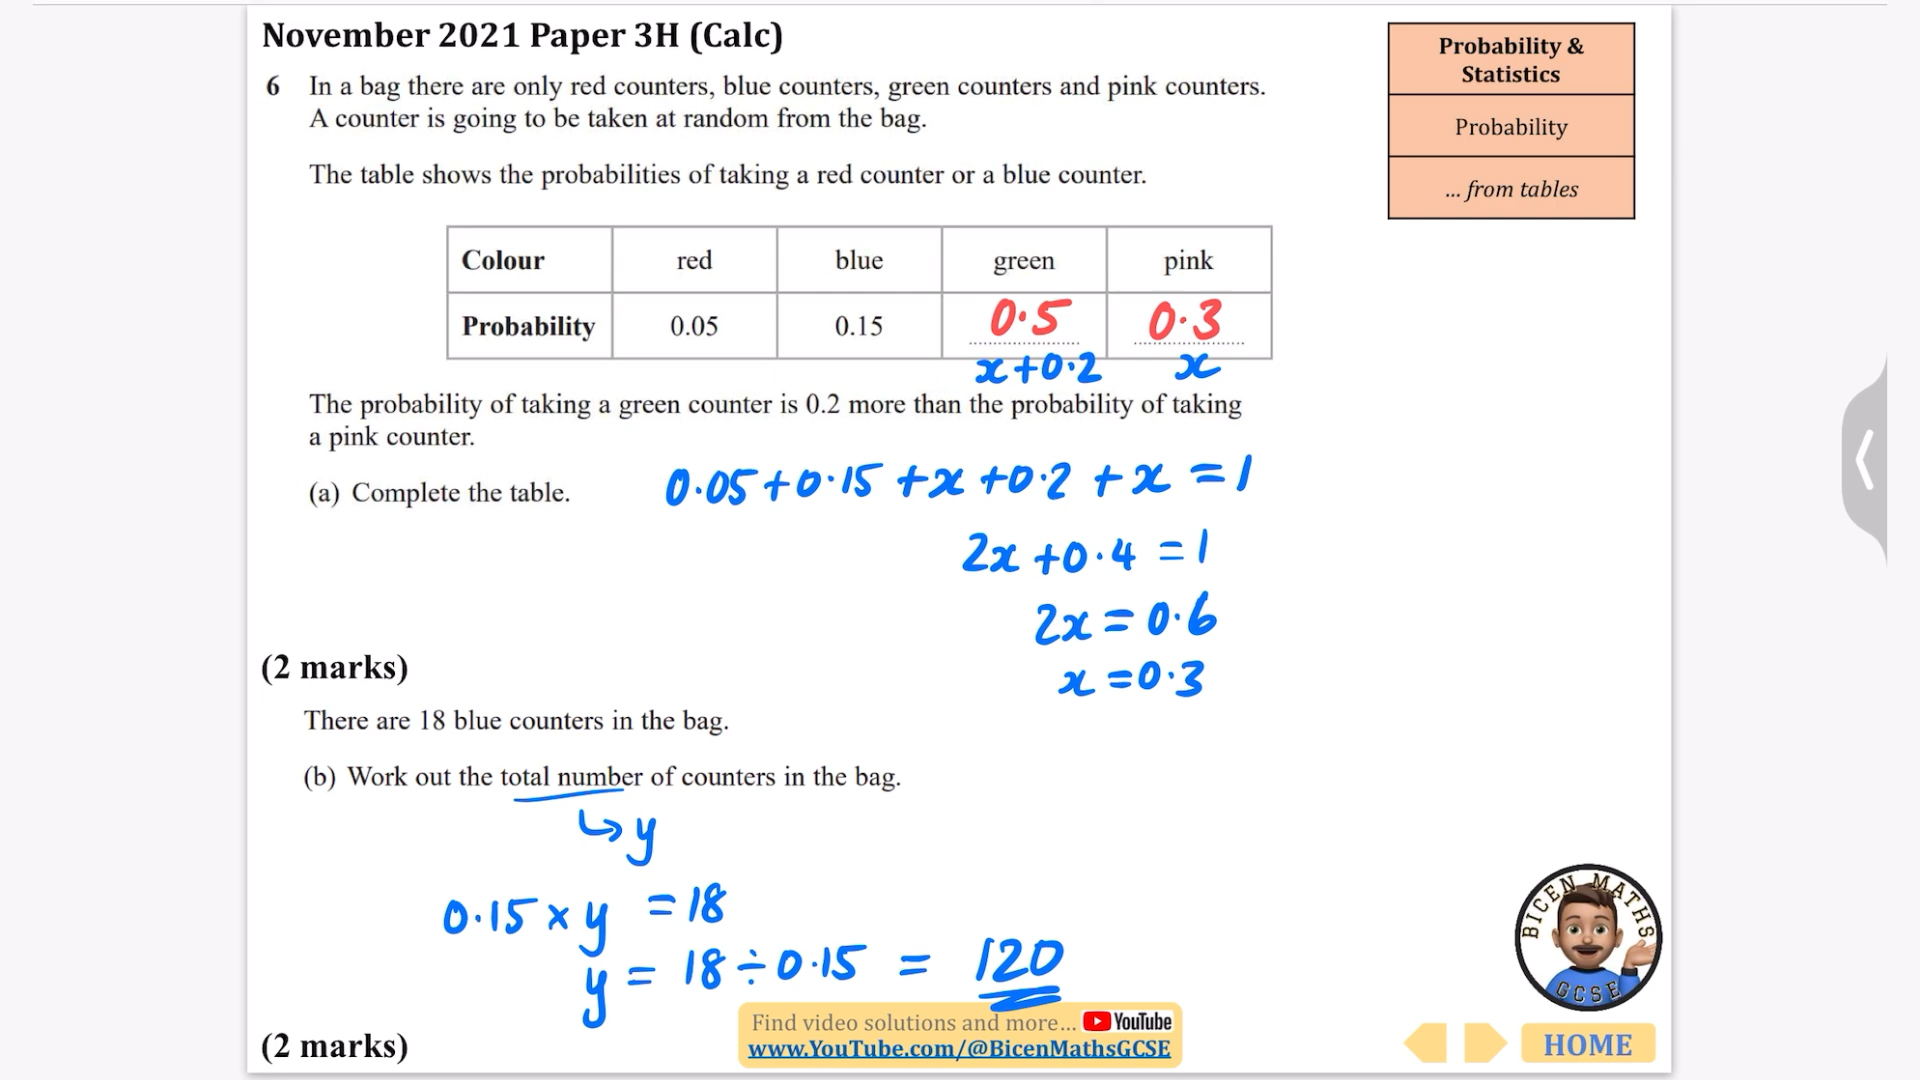 November 2021 Paper 3H (Calc)
Probability &
Statistics
Probability
... from tables
6 In a bag there are only red counters, blue counters, green counters and pink counters.
A counter is going to be taken at random from the bag.
The table shows the probabilities of taking a red counter or a blue counter.
Colour red blue green pink
Probability 0.05 0.15 0.5 0.3
x+0.2 x
The probability of taking a green counter is 0.2 more than the probability of taking
a pink counter.
(a) Complete the table.
0.05+0.15+x+0.2+x=1
2x+0.4=1
2x=0.6
x=0.3
(2 marks)
There are 18 blue counters in the bag.
(b) Work out the total number of counters in the bag.
↳ y
0.15×y =18
y = 18÷0.15 = 120
(2 marks)
Find video solutions and more... YouTube
www.YouTube.com/@BicenMathsGCSE
BICEN MATHS
GCSE
HOME